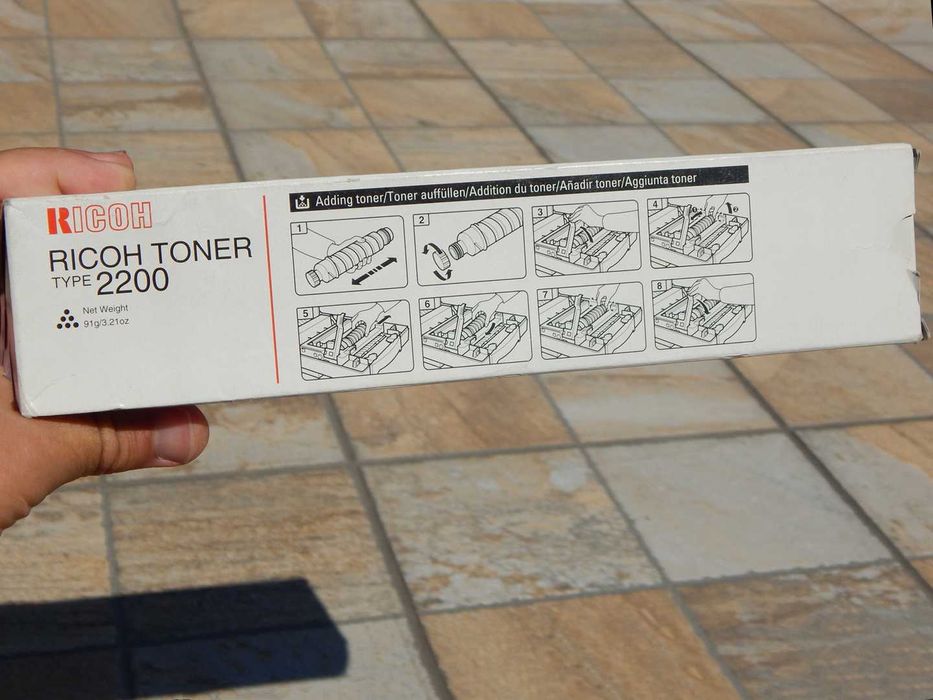 RICOH
RICOH TONER
TYPE 2200
Net Weight
91g/3.21oz
Adding toner/Toner auffüllen/Addition du toner/Añadir toner/Aggiunta toner
1
2
3
4
5
6
7
8